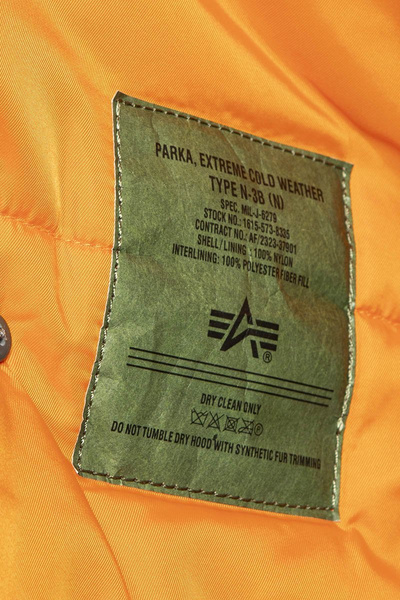 PARKA, EXTREME COLD WEATHER
TYPE N-3B (N)
SPEC. MIL-J-6279
STOCK NO.: 1615-573-8335
CONTRACT NO.: AF/2323-37901
SHELL/LINING : 100% NYLON
INTERLINING: 100% POLYESTER FIBER FILL
®
DRY CLEAN ONLY
DO NOT TUMBLE DRY HOOD WITH SYNTHETIC FUR TRIMMING